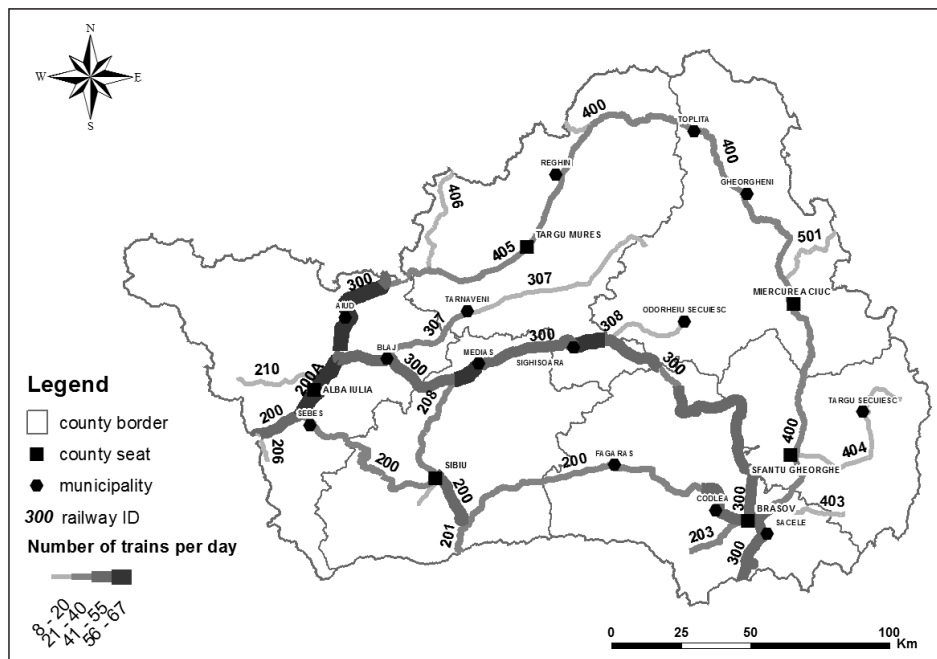 N
W
E
S
400
TOPLITA
400
REGHIN
GHEORGHENI
406
501
TARGU MURES
405
300
307
MIERCUREA CIUC
AIUD
TARNAVENI
307
ODORHEIU SECUIESC
308
300
BLAJ
300
MEDIAS
SIGHISOARA
300
210
200A
ALBA IULIA
208
TARGU SECUIESC
200
SEBES
400
404
206
200
SIBIU
200
FAGARAS
200
SFANTU GHEORGHE
CODLEA
300
403
BRASOV
SACELE
201
203
300
Legend
county border
county seat
municipality
300 railway ID
Number of trains per day
8 - 20
21 - 40
41 - 55
56 - 67
0 25 50 100
Km